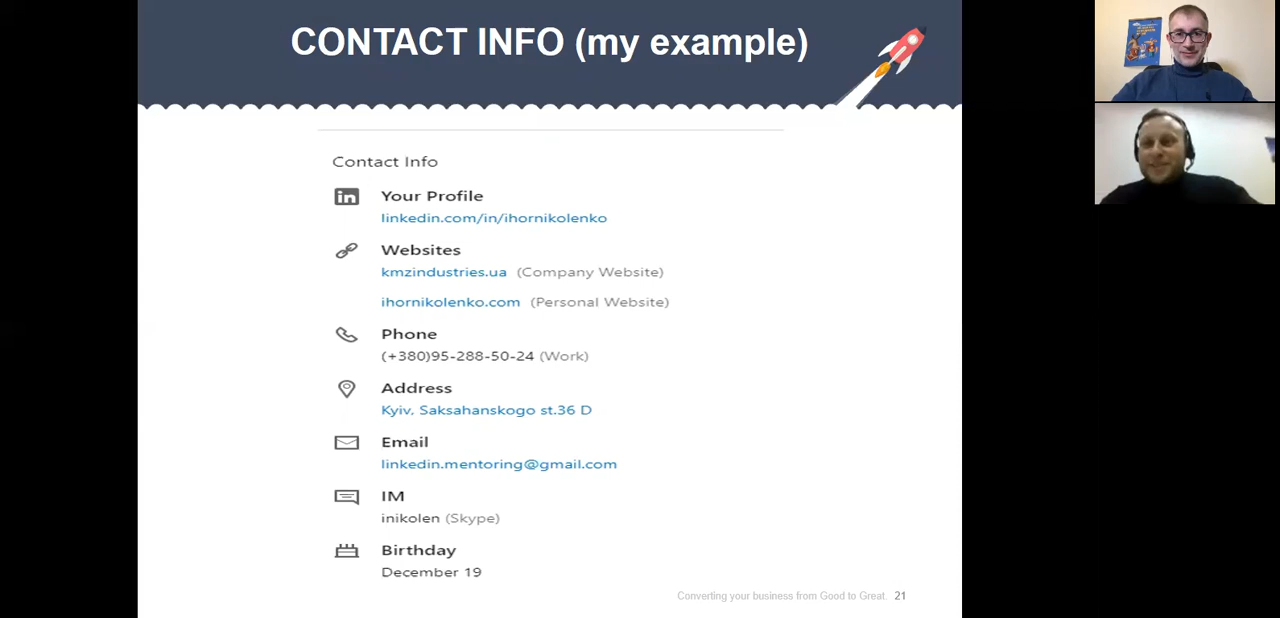 CONTACT INFO (my example)
Contact Info
in
Your Profile
linkedin.com/in/ihornikolenko
Websites
kmzindustries.ua (Company Website)
ihornikolenko.com (Personal Website)
Phone
(+380)95-288-50-24 (Work)
Address
Kyiv, Saksahanskogo st.36 D
Email
linkedin.mentoring@gmail.com
IM
inikolen (Skype)
Birthday
December 19
Converting your business from Good to Great. 21